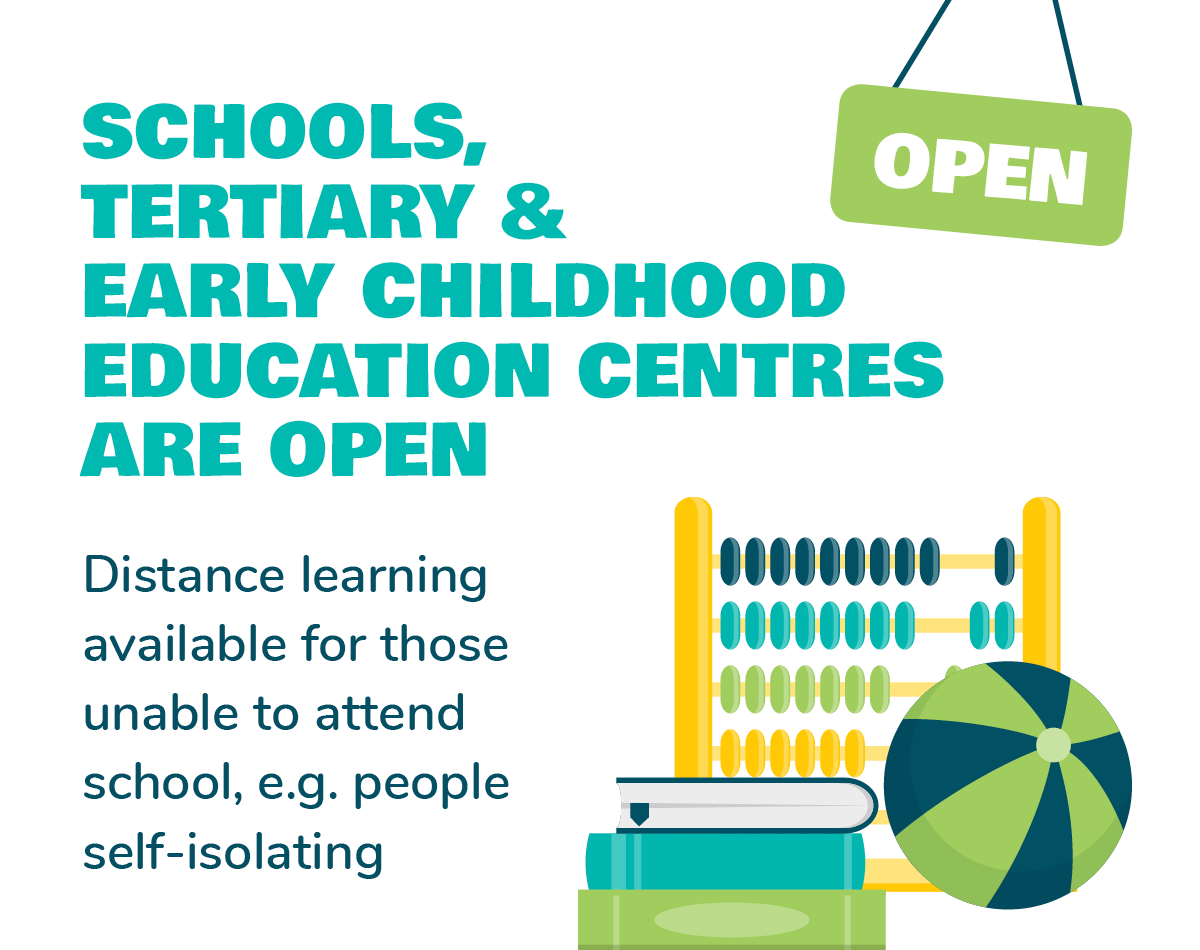 SCHOOLS,
TERTIARY &
EARLY CHILDHOOD
EDUCATION CENTRES
ARE OPEN
OPEN
Distance learning
available for those
unable to attend
school, e.g. people
self-isolating